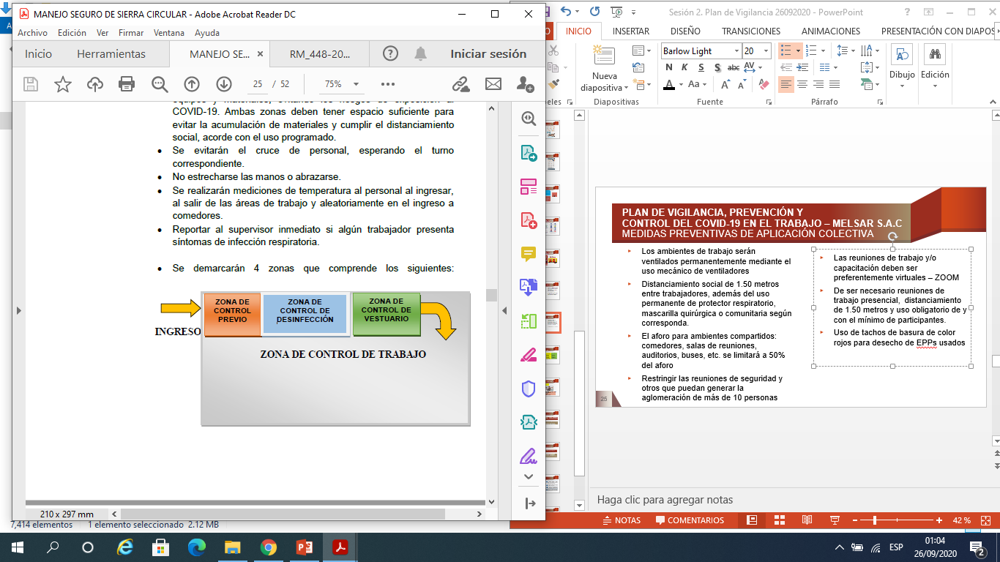 MANEJO SEGURO DE SIERRA CIRCULAR - Adobe Acrobat Reader DC
Archivo Edición Ver Firmar Ventana Ayuda
Inicio Herramientas MANEJO SE... × RM_448-20... Iniciar sesión
25 / 52 75%
COVID-19. Ambas zonas deben tener espacio suficiente para
evitar la acumulación de materiales y cumplir el distanciamiento
social, acorde con el uso programado.
• Se evitarán el cruce de personal, esperando el turno
correspondiente.
• No estrecharse las manos o abrazarse.
• Se realizarán mediciones de temperatura al personal al ingresar,
al salir de las áreas de trabajo y aleatoriamente en el ingreso a
comedores.
• Reportar al supervisor inmediato si algún trabajador presenta
síntomas de infección respiratoria.
• Se demarcarán 4 zonas que comprende los siguientes:
INGRESO
ZONA DE
CONTROL
PREVIO
ZONA DE
CONTROL DE
DESINFECCIÓN
ZONA DE
CONTROL DE
VESTUARIO
ZONA DE CONTROL DE TRABAJO
210 x 297 mm
7,414 elementos 1 elemento seleccionado 2.12 MB
Sesión 2. Plan de Vigilancia 26092020 - PowerPoint
INICIO INSERTAR DISEÑO TRANSICIONES ANIMACIONES PRESENTACIÓN CON DIAPOS
Nueva
diapositiva
Diapositivas
Barlow Light 20
N K S S abc AV
A Aa A A
Fuente
Párrafo
Dibujo
Edición
PLAN DE VIGILANCIA, PREVENCIÓN Y
CONTROL DEL COVID-19 EN EL TRABAJO – MELSAR S.A.C
MEDIDAS PREVENTIVAS DE APLICACIÓN COLECTIVA
Los ambientes de trabajo serán
ventilados permanentemente mediante el
uso mecánico de ventiladores
Distanciamiento social de 1.50 metros
entre trabajadores, además del uso
permanente de protector respiratorio,
mascarilla quirúrgica o comunitaria según
corresponda.
El aforo para ambientes compartidos:
comedores, salas de reuniones,
auditorios, buses, etc. se limitará a 50%
del aforo
Restringir las reuniones de seguridad y
otros que puedan generar la
aglomeración de más de 10 personas
Las reuniones de trabajo y/o
capacitación deben ser
preferentemente virtuales – ZOOM
De ser necesario reuniones de
trabajo presencial, distanciamiento
de 1.50 metros y uso obligatorio de y
con el mínimo de participantes.
Uso de tachos de basura de color
rojos para desecho de EPPs usados
25
Haga clic para agregar notas
NOTAS COMENTARIOS 42 %
ESP
01:04
26/09/2020
2